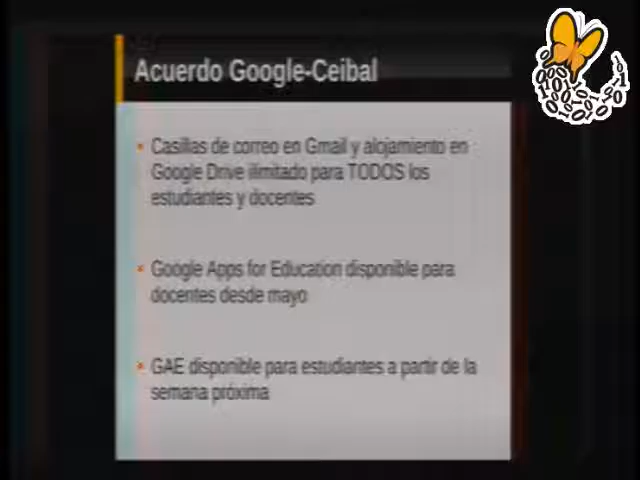 Acuerdo Google-Ceibal
Casillas de correo en Gmail y alojamiento en
Google Drive ilimitado para TODOS los
estudiantes y docentes
Google Apps for Education disponible para
docentes desde mayo
GAE disponible para estudiantes a partir de la
semana próxima